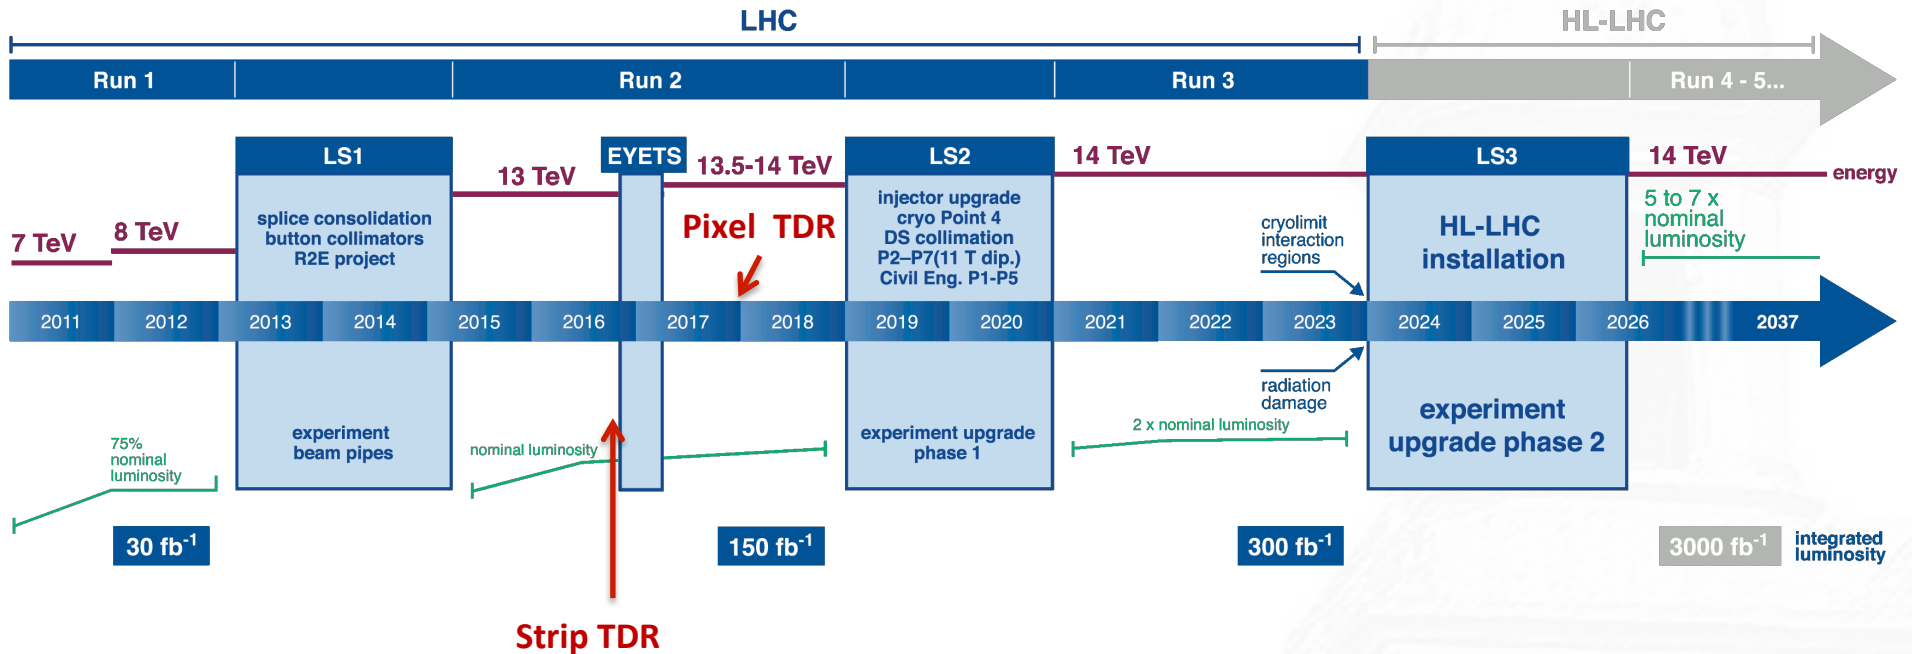 LHC
HL-LHC
Run 1
Run 2
Run 3
Run 4 - 5...
LS1
EYETS
LS2
LS3
13 TeV
13.5-14 TeV
14 TeV
14 TeV
energy
7 TeV
8 TeV
splice consolidation
button collimators
R2E project
Pixel TDR
injector upgrade
cryo Point 4
DS collimation
P2–P7(11 T dip.)
Civil Eng. P1-P5
cryolimit
interaction
regions
HL-LHC
installation
5 to 7 x
nominal
luminosity
2011
2012
2013
2014
2015
2016
2017
2018
2019
2020
2021
2022
2023
2024
2025
2026
2037
radiation
damage
75%
nominal
luminosity
experiment
beam pipes
nominal luminosity
experiment upgrade
phase 1
2 x nominal luminosity
experiment
upgrade phase 2
30 fb-1
150 fb-1
300 fb-1
3000 fb-1
integrated
luminosity
Strip TDR